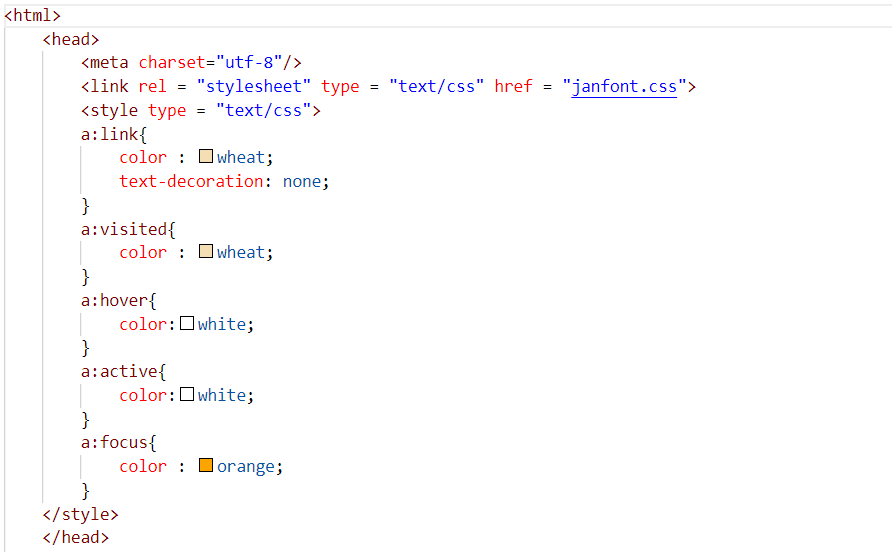 <html>
<head>
<meta charset="utf-8"/>
<link rel = "stylesheet" type = "text/css" href = "janfont.css">
<style type = "text/css">
a:link{
color : wheat;
text-decoration: none;
}
a:visited{
color : wheat;
}
a:hover{
color:white;
}
a:active{
color:white;
}
a:focus{
color : orange;
}
</style>
</head>